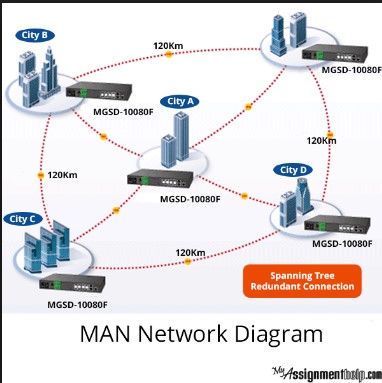 City B
120Km
MGSD-10080F
MGSD-10080F
City A
MGSD-10080F
120Km
120Km
City C
City D
MGSD-10080F
120Km
MGSD-10080F
Spanning Tree
Redundant Connection
MAN Network Diagram
MyAssignmenthelp.com